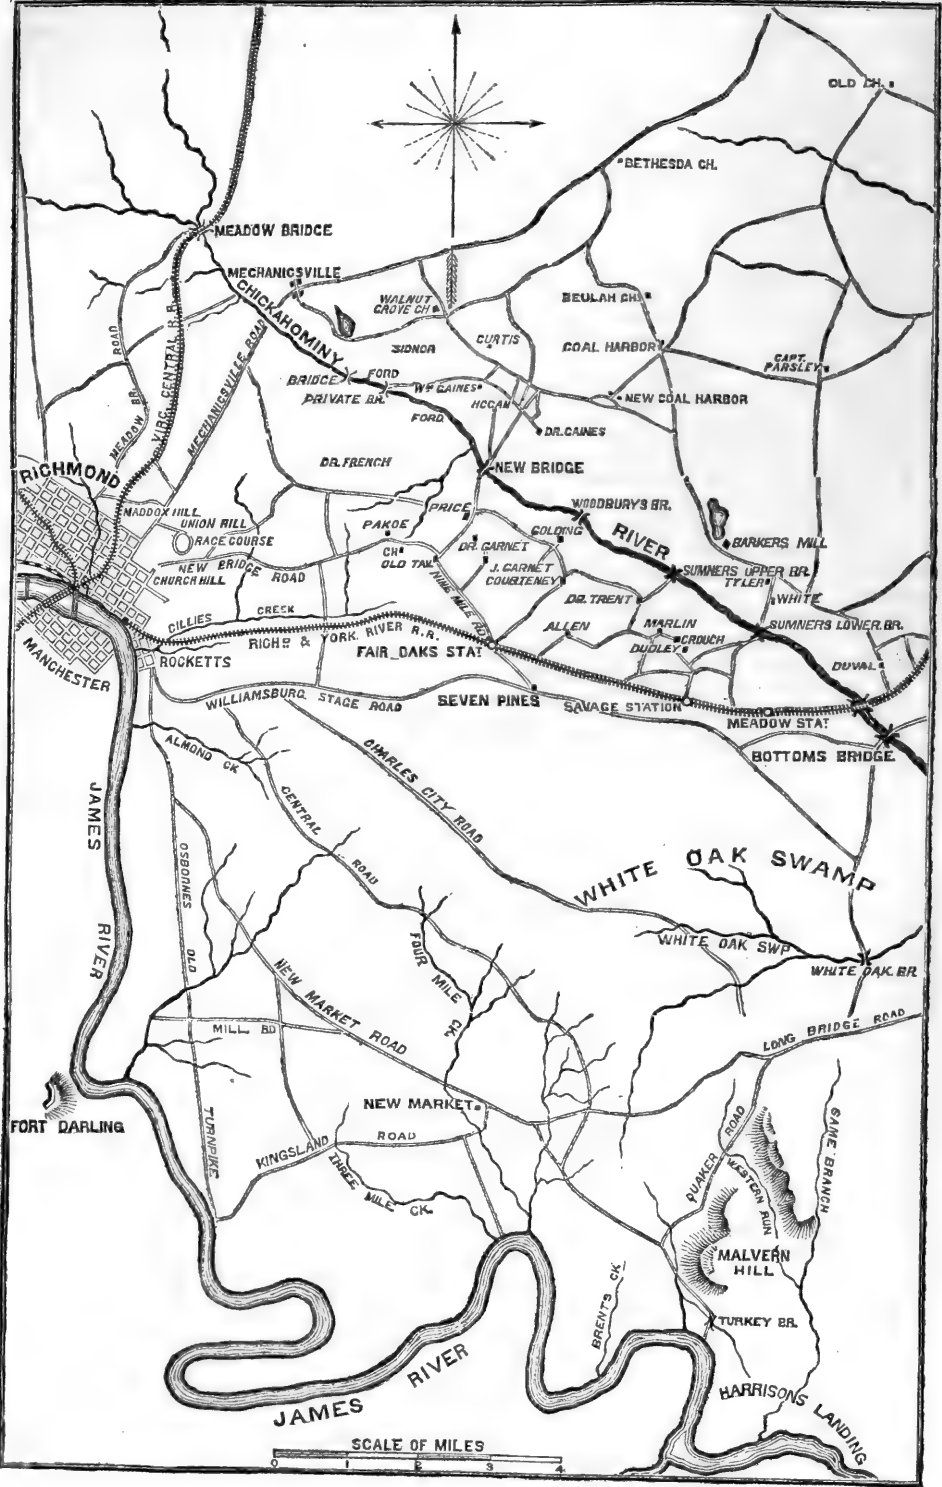 OLD CH.
BETHESDA CH.
MEADOW BRIDGE
MECHANICSVILLE
WALNUT
GROVE CH
BEULAH CH.
CHICKAHOMINY
SIDNOR
CURTIS
COAL HARBOR
CAPT.
PARSLEY
ROAD
MEADOW BR.
VIRG. CENTRAL R.R.
MECHANICSVILLE ROAD
BRIDGE
FORD
PRIVATE BR.
WM GAINES
HOGAN
NEW COAL HARBOR
FORD
DR. GAINES
DR. FRENCH
NEW BRIDGE
RICHMOND
MADDOX HILL
UNION HILL
RACE COURSE
PRICE
WOODBURYS BR.
PAKOE
GOLDING
RIVER
BARKERS MILL
CH
OLD TAV.
DR. GARNET
J. GARNET
COURTENEY
NEW BRIDGE ROAD
CHURCH HILL
NINE MILE RD.
SUMNERS UPPER BR.
TYLER
DR. TRENT
WHITE
GILLIES CREEK
ALLEN
MARLIN
SUMNERS LOWER BR.
CROUCH
DUDLEY
RICHD & YORK RIVER R.R.
FAIR OAKS STAT
MANCHESTER
ROCKETTS
DUVAL
WILLIAMSBURG STAGE ROAD
SEVEN PINES
SAVAGE STATION
MEADOW STAT
BOTTOMS BRIDGE
ALMOND CK
CHARLES CITY ROAD
JAMES
CENTRAL ROAD
OSBOURNES
WHITE OAK SWAMP
RIVER
OLD
FOUR MILE CK.
WHITE OAK SWP
WHITE OAK BR.
NEW MARKET ROAD
MILL RD
LONG BRIDGE ROAD
FORT DARLING
NEW MARKET
TURNPIKE
KINGSLAND ROAD
THREE MILE CK.
QUAKER ROAD
WESTERN RUN
GAME BRANCH
MALVERN
HILL
BRENTS CK
TURKEY BR.
JAMES RIVER
HARRISONS LANDING
SCALE OF MILES
0 1 2 3 4